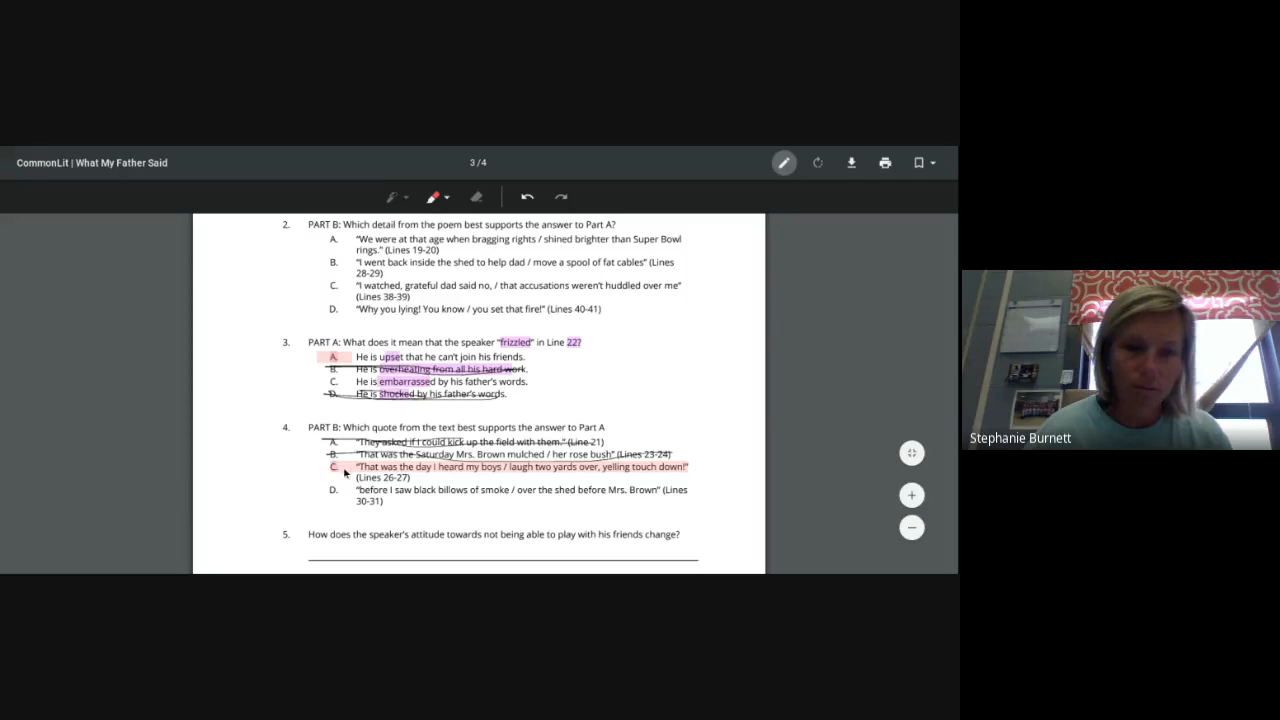 CommonLit | What My Father Said
3 / 4
2. PART B: Which detail from the poem best supports the answer to Part A?
A. "We were at that age when bragging rights / shined brighter than Super Bowl
rings." (Lines 19-20)
B. "I went back inside the shed to help dad / move a spool of fat cables" (Lines
28-29)
C. "I watched, grateful dad said no, / that accusations weren't huddled over me"
(Lines 38-39)
D. "Why you lying! You know / you set that fire!" (Lines 40-41)
3. PART A: What does it mean that the speaker "frizzled" in Line 22?
A. He is upset that he can't join his friends.
B. He is overheating from all his hard work.
C. He is embarrassed by his father's words.
D. He is shocked by his father's words.
4. PART B: Which quote from the text best supports the answer to Part A
A. "They asked if I could kick up the field with them." (Line 21)
B. "That was the Saturday Mrs. Brown mulched / her rose bush" (Lines 23-24)
C. "That was the day I heard my boys / laugh two yards over, yelling touch down!"
(Lines 26-27)
D. "before I saw black billows of smoke / over the shed before Mrs. Brown" (Lines
30-31)
5. How does the speaker's attitude towards not being able to play with his friends change?
Stephanie Burnett